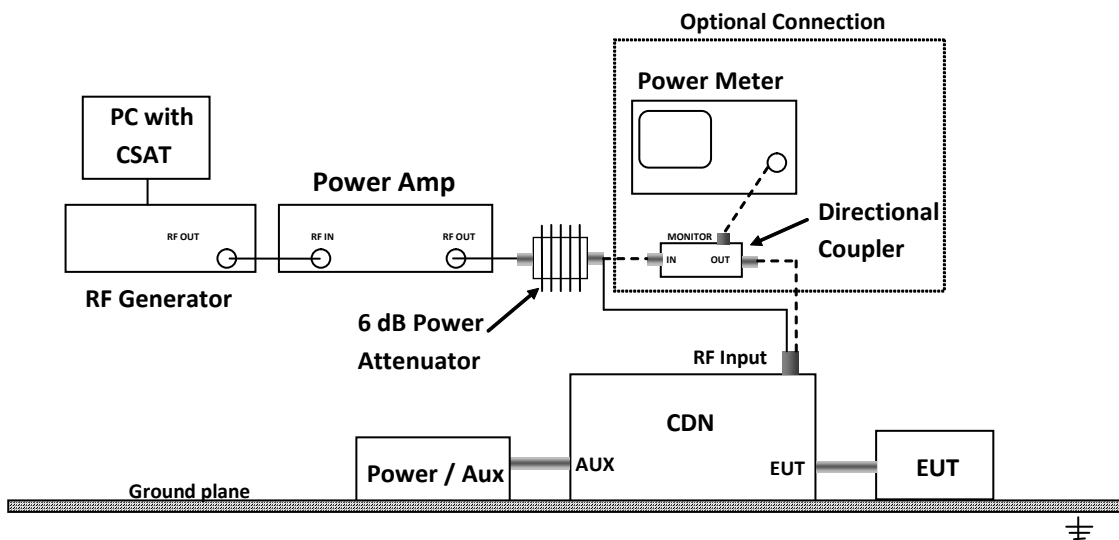 Optional Connection
Power Meter
PC with
CSAT
Power Amp
RF OUT
RF IN
RF OUT
MONITOR
IN
OUT
Directional
Coupler
RF Generator
6 dB Power
Attenuator
RF Input
CDN
Power / Aux
AUX
EUT
EUT
Ground plane